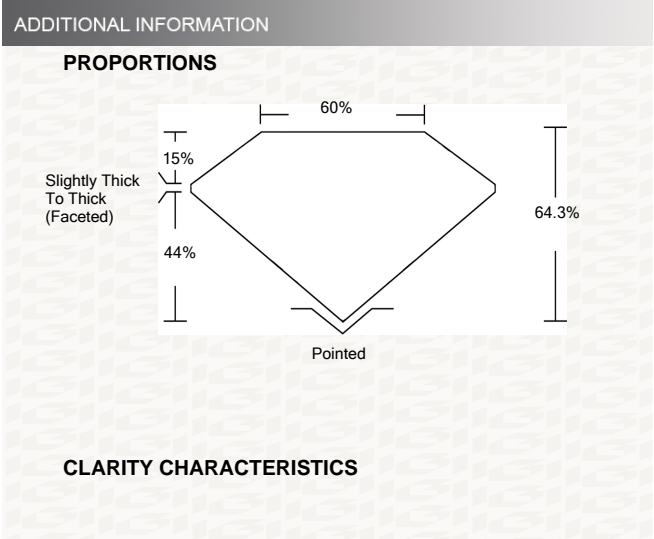 ADDITIONAL INFORMATION
PROPORTIONS
60%
15%
Slightly Thick
To Thick
(Faceted)
64.3%
44%
Pointed
CLARITY CHARACTERISTICS